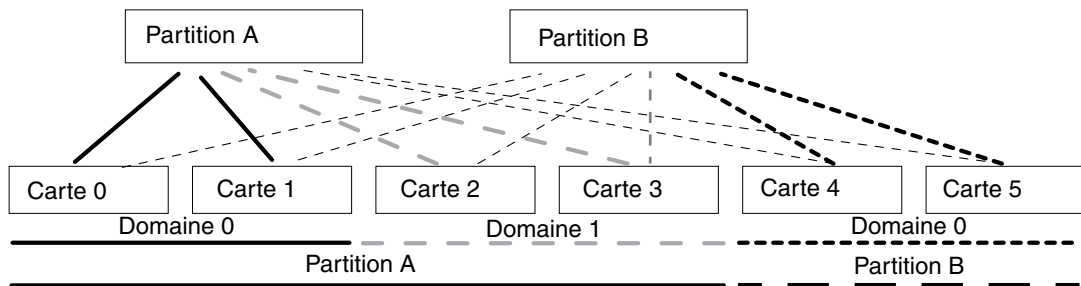 Partition A
Partition B
Carte 0
Carte 1
Carte 2
Carte 3
Carte 4
Carte 5
Domaine 0
Domaine 1
Domaine 0
Partition A
Partition B